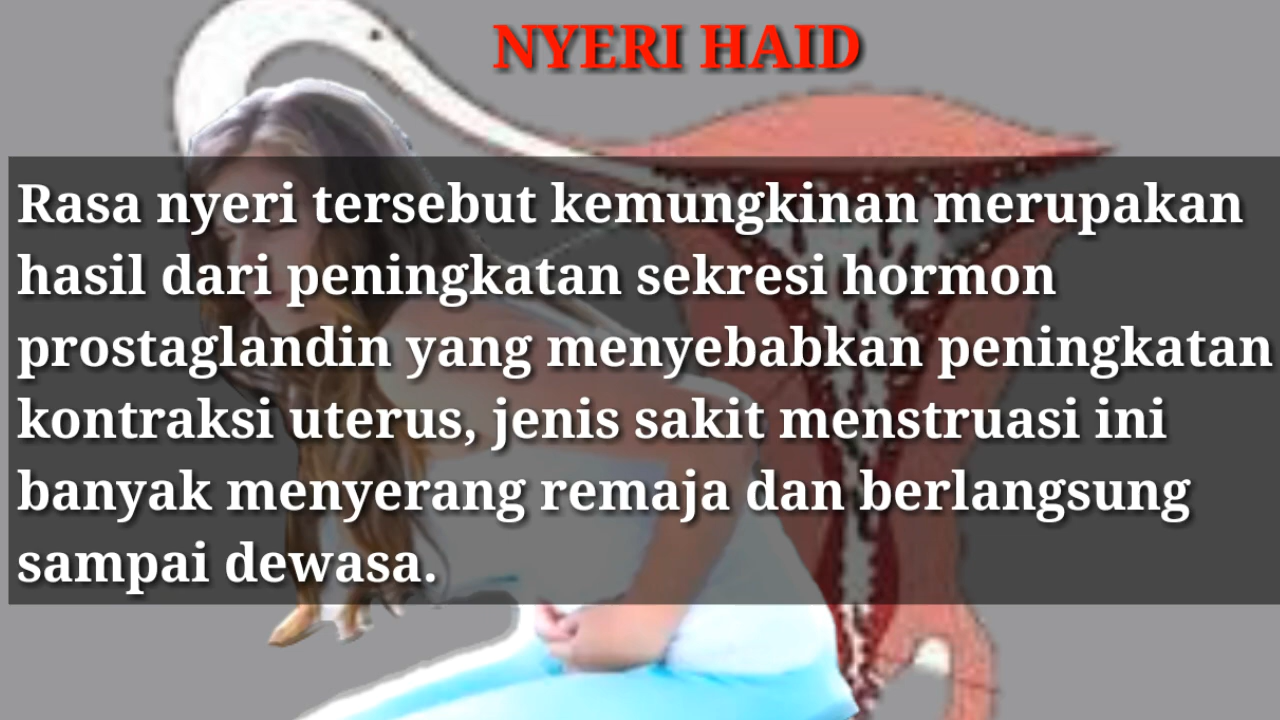 NYERI HAID
Rasa nyeri tersebut kemungkinan merupakan
hasil dari peningkatan sekresi hormon
prostaglandin yang menyebabkan peningkatan
kontraksi uterus, jenis sakit menstruasi ini
banyak menyerang remaja dan berlangsung
sampai dewasa.